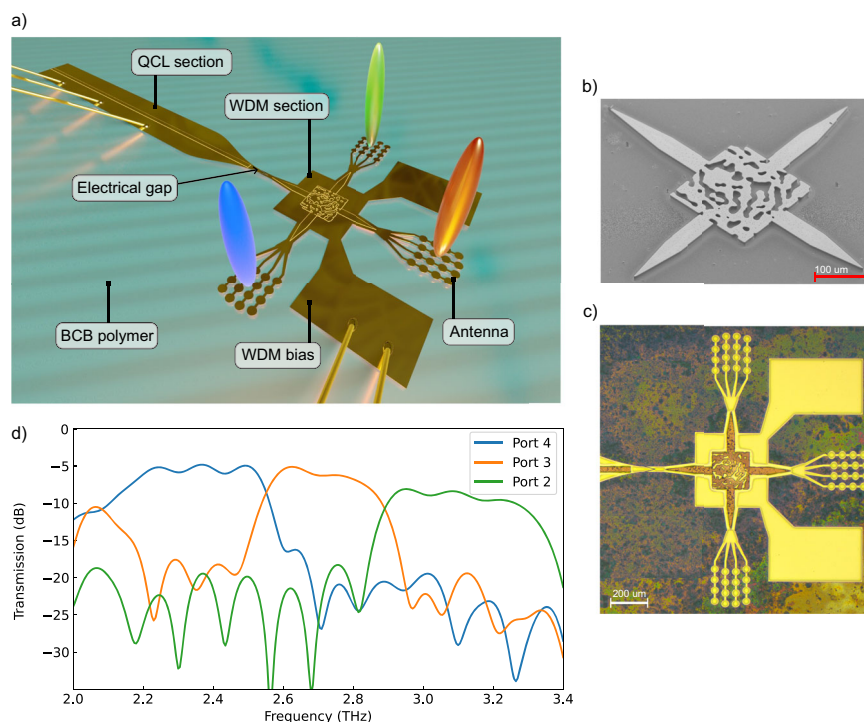 a)
QCL section
WDM section
Electrical gap
BCB polymer
WDM bias
Antenna
b)
100 um
c)
200 um
d)
Transmission (dB)
0
−5
−10
−15
−20
−25
−30
2.0 2.2 2.4 2.6 2.8 3.0 3.2 3.4
Frequency (THz)
Port 4
Port 3
Port 2